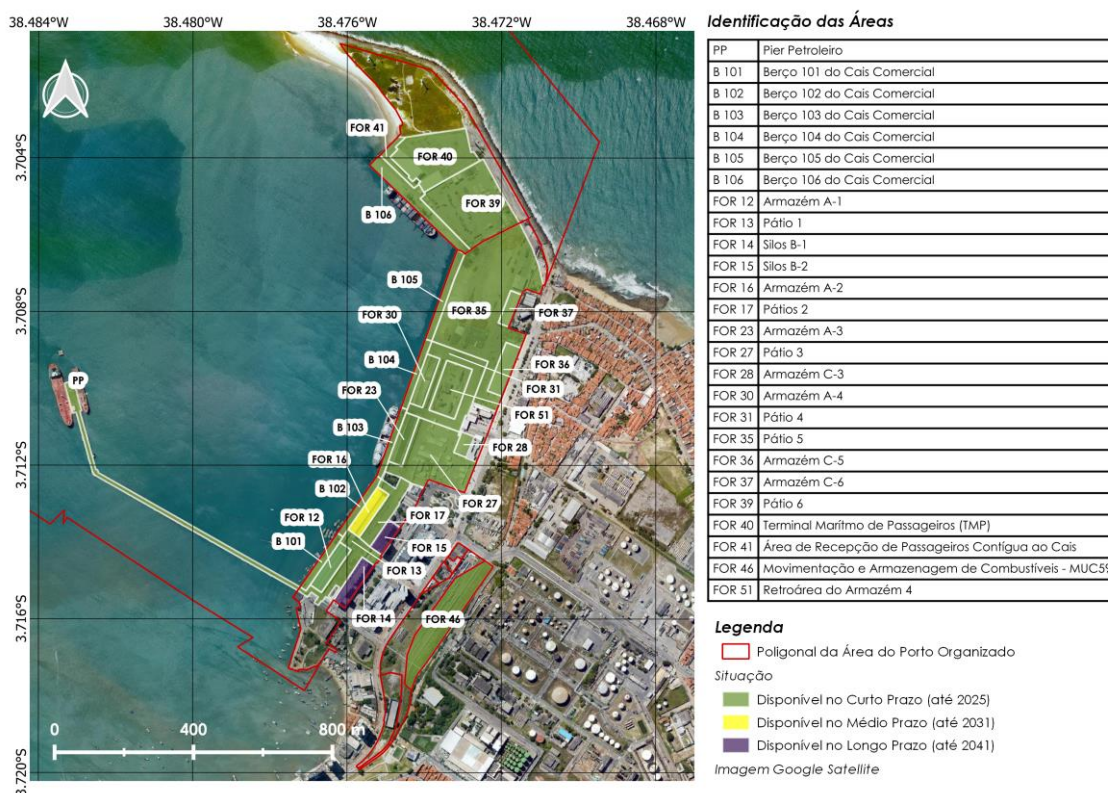 38.484°W 38.480°W 38.476°W 38.472°W 38.468°W
3.704°S
3.708°S
3.712°S
3.716°S
3.720°S
FOR 41
FOR 40
B 106
FOR 39
B 105
FOR 35
FOR 30
FOR 37
B 104
FOR 36
PP
FOR 23
FOR 31
FOR 51
B 103
FOR 28
FOR 16
B 102
FOR 27
FOR 12
FOR 17
B 101
FOR 15
FOR 13
FOR 14
FOR 46
0 400 800 m
Identificação das Áreas
PP Pier Petroleiro
B 101 Berço 101 do Cais Comercial
B 102 Berço 102 do Cais Comercial
B 103 Berço 103 do Cais Comercial
B 104 Berço 104 do Cais Comercial
B 105 Berço 105 do Cais Comercial
B 106 Berço 106 do Cais Comercial
FOR 12 Armazém A-1
FOR 13 Pátio 1
FOR 14 Silos B-1
FOR 15 Silos B-2
FOR 16 Armazém A-2
FOR 17 Pátios 2
FOR 23 Armazém A-3
FOR 27 Pátio 3
FOR 28 Armazém C-3
FOR 30 Armazém A-4
FOR 31 Pátio 4
FOR 35 Pátio 5
FOR 36 Armazém C-5
FOR 37 Armazém C-6
FOR 39 Pátio 6
FOR 40 Terminal Marítmo de Passageiros (TMP)
FOR 41 Área de Recepção de Passageiros Contígua ao Cais
FOR 46 Movimentação e Armazenagem de Combustíveis - MUC59
FOR 51 Retroárea do Armazém 4
Legenda
Poligonal da Área do Porto Organizado
Situação
Disponível no Curto Prazo (até 2025)
Disponível no Médio Prazo (até 2031)
Disponível no Longo Prazo (até 2041)
Imagem Google Satellite